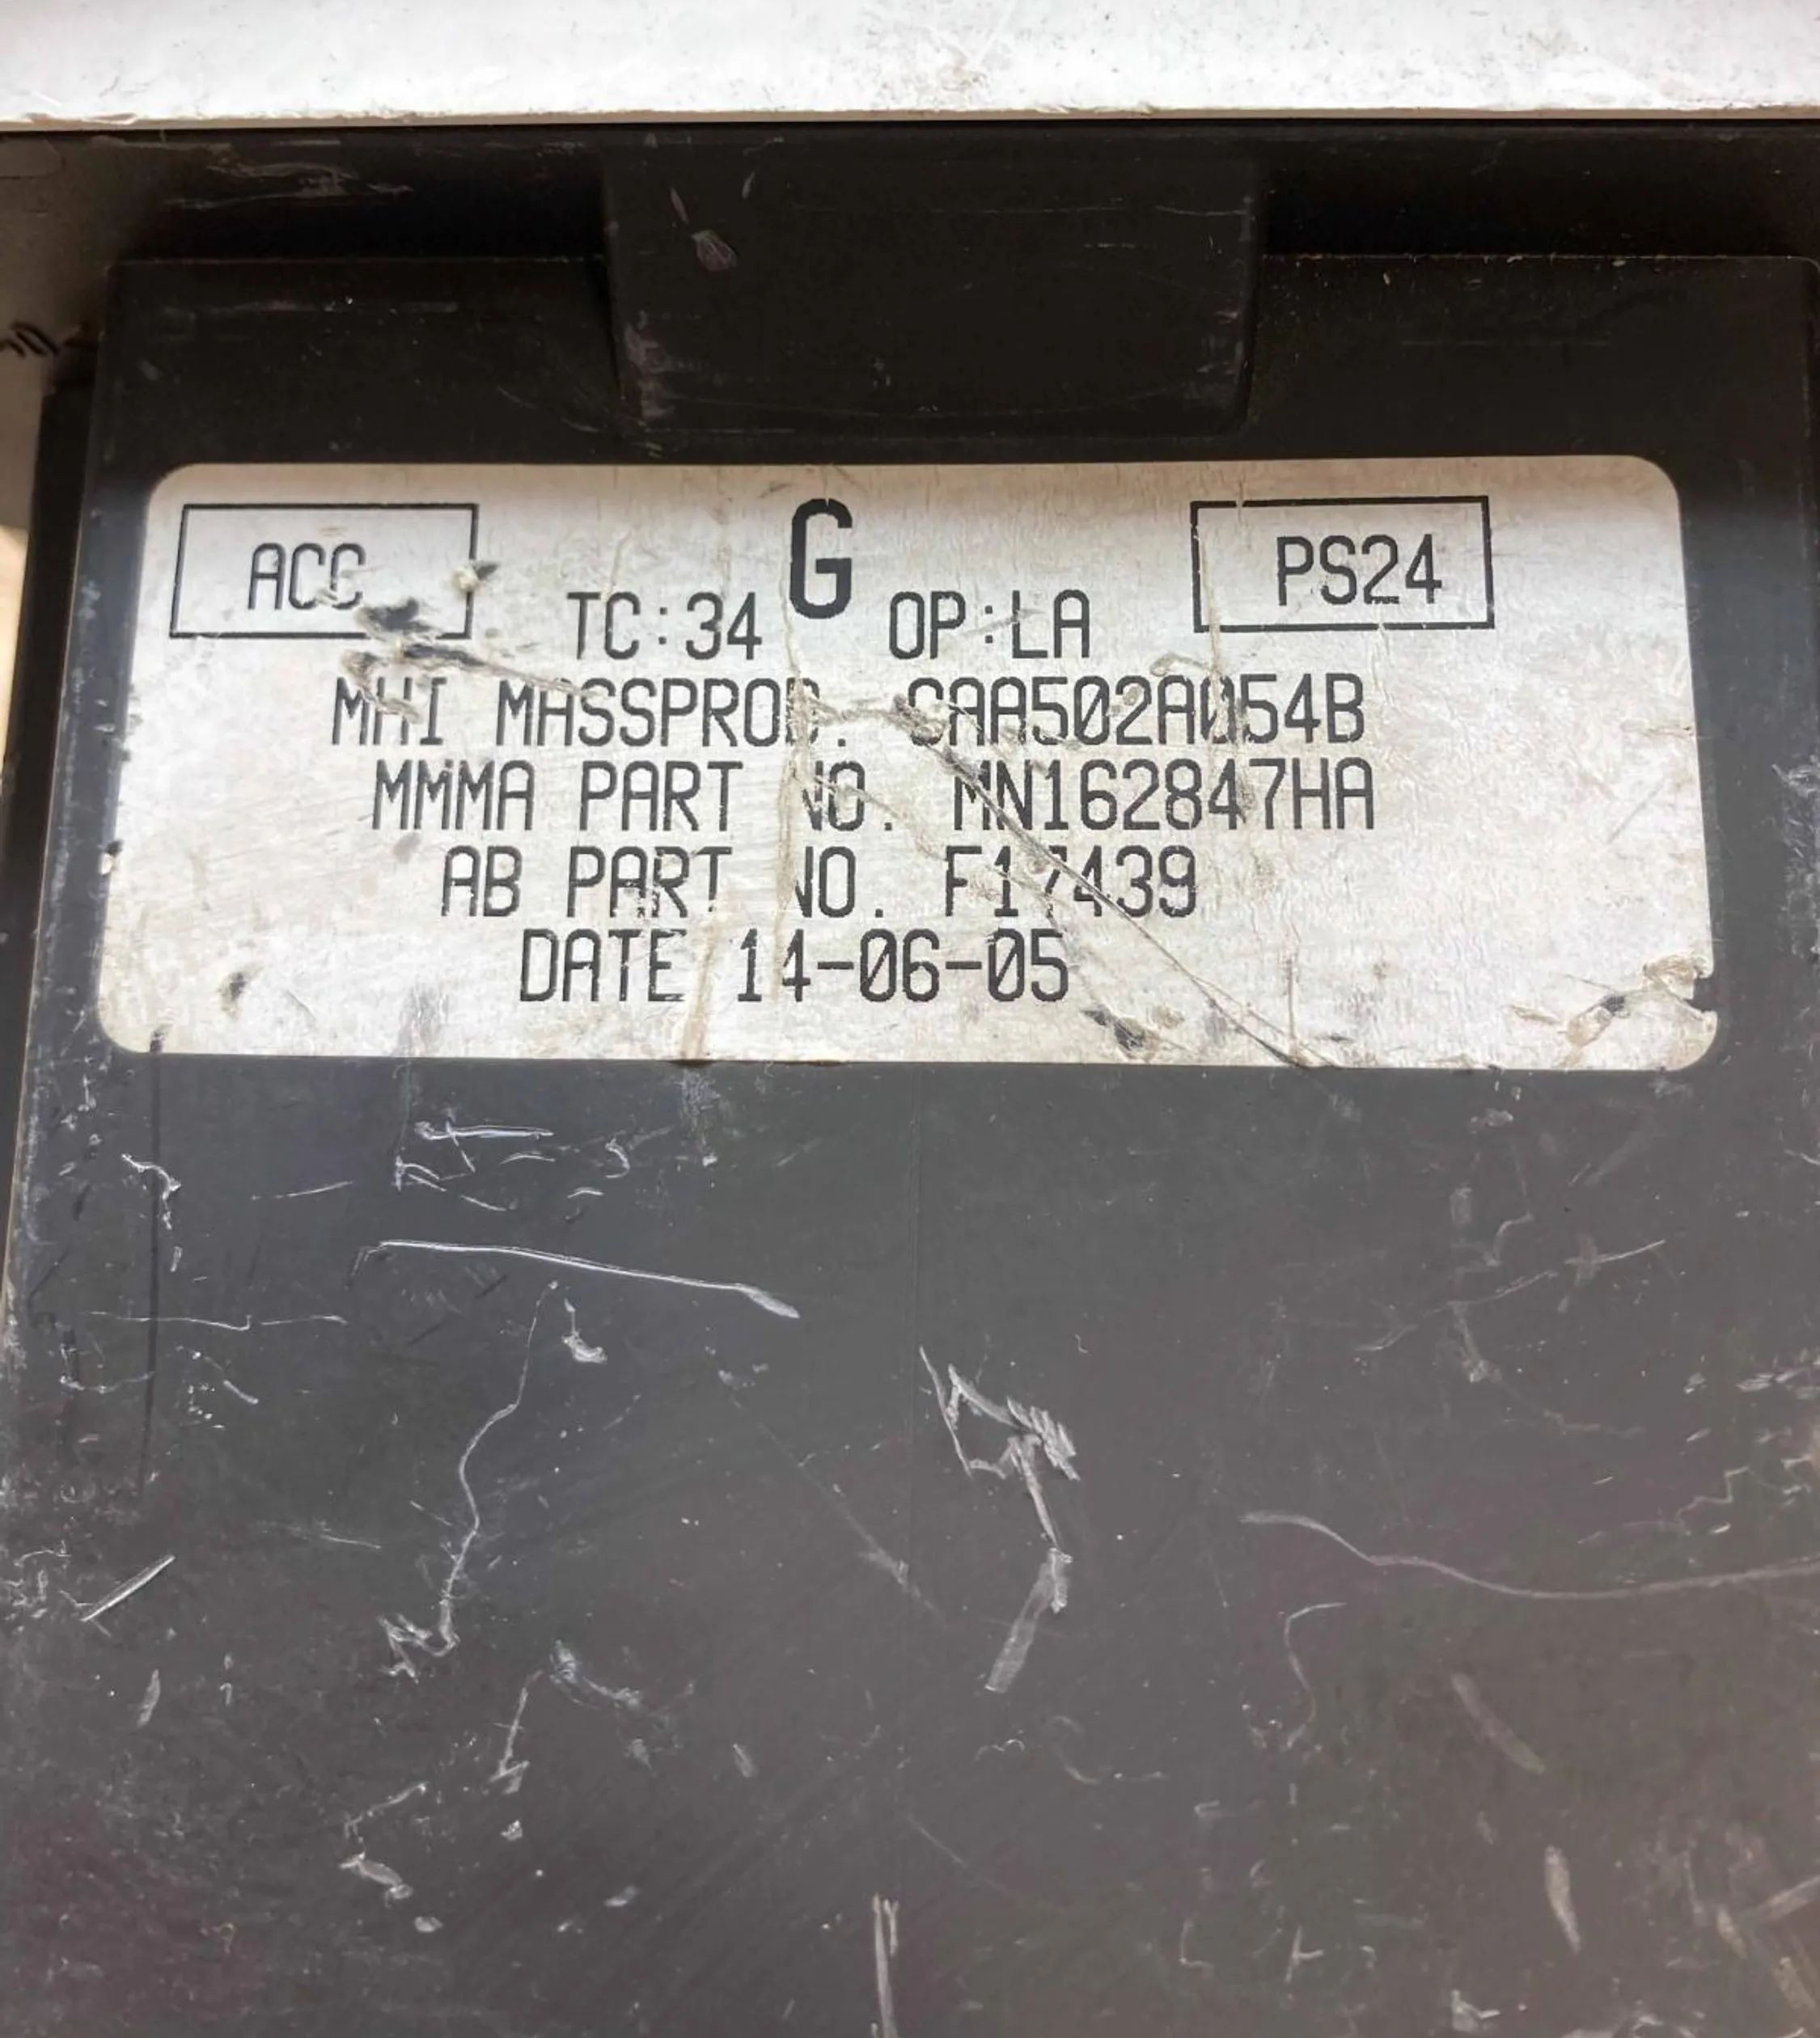 ACC
G
PS24
TC:34 OP:LA
MHI MASSPROD. CAA502A054B
MMMA PART NO. MN162847HA
AB PART NO. F17439
DATE 14-06-05